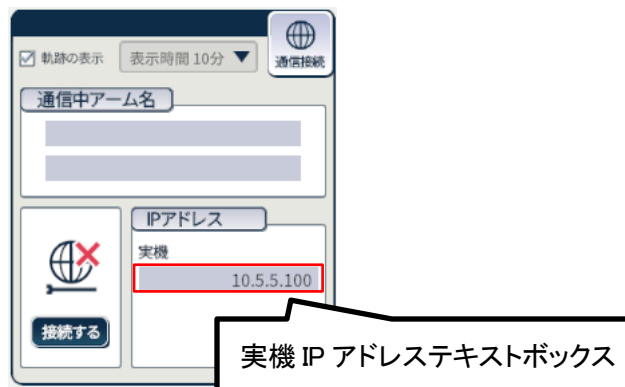 軌跡の表示
表示時間 10分 ▼
通信接続
通信中アーム名
IPアドレス
実機
10.5.5.100
接続する
実機 IP アドレステキストボックス